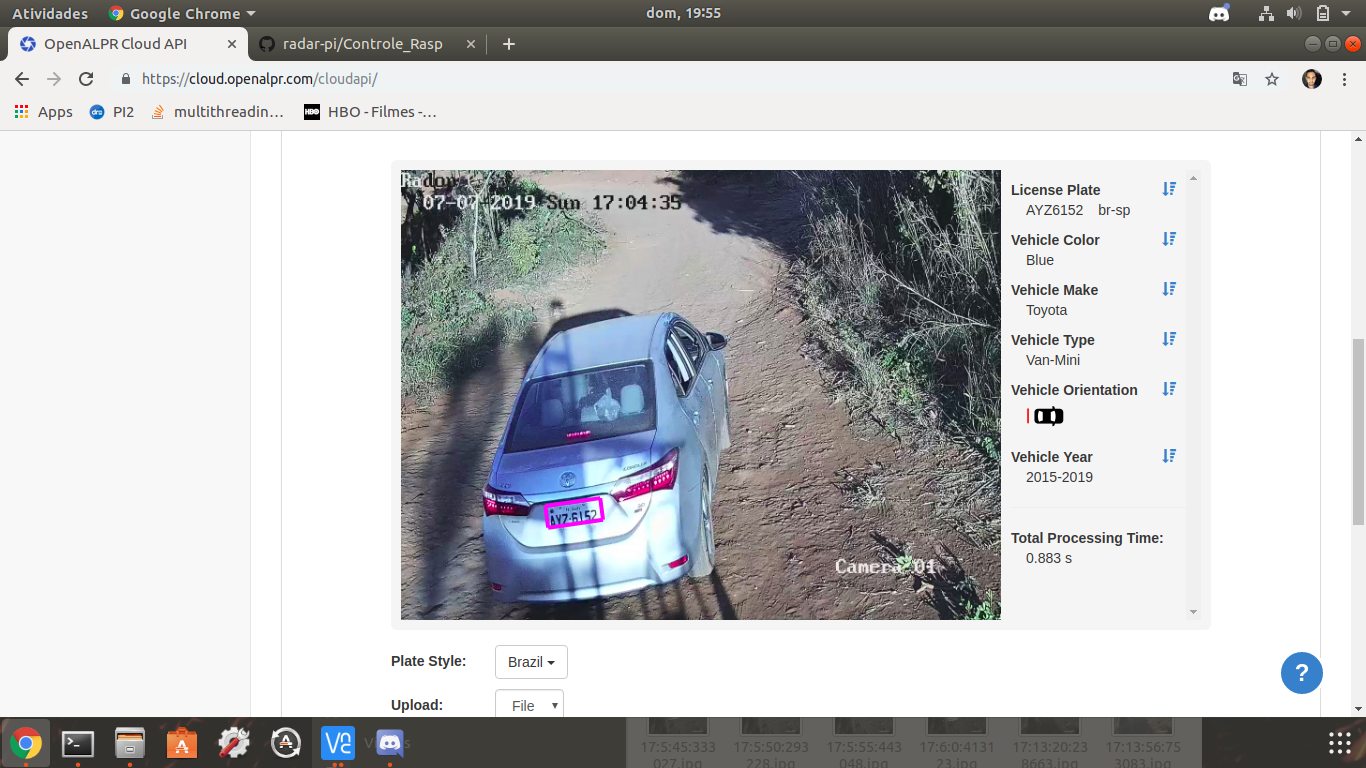 Atividades Google Chrome dom, 19:55
OpenALPR Cloud API radar-pi/Controle_Rasp
https://cloud.openalpr.com/cloudapi/
Apps PI2 multithreadin… HBO HBO - Filmes -…
Radar
07-07-2019 Sun 17:04:35
COROLLA
AYZ-6152
Camera 01
License Plate
AYZ6152 br-sp
Vehicle Color
Blue
Vehicle Make
Toyota
Vehicle Type
Van-Mini
Vehicle Orientation
Vehicle Year
2015-2019
Total Processing Time:
0.883 s
Plate Style: Brazil
Upload: File
?
17:5:45:333 17:5:50:293 17:5:55:443 17:6:0:4131 17:13:20:23 17:13:56:75
027.jpg 228.jpg 048.jpg 23.jpg 8663.jpg 3083.jpg